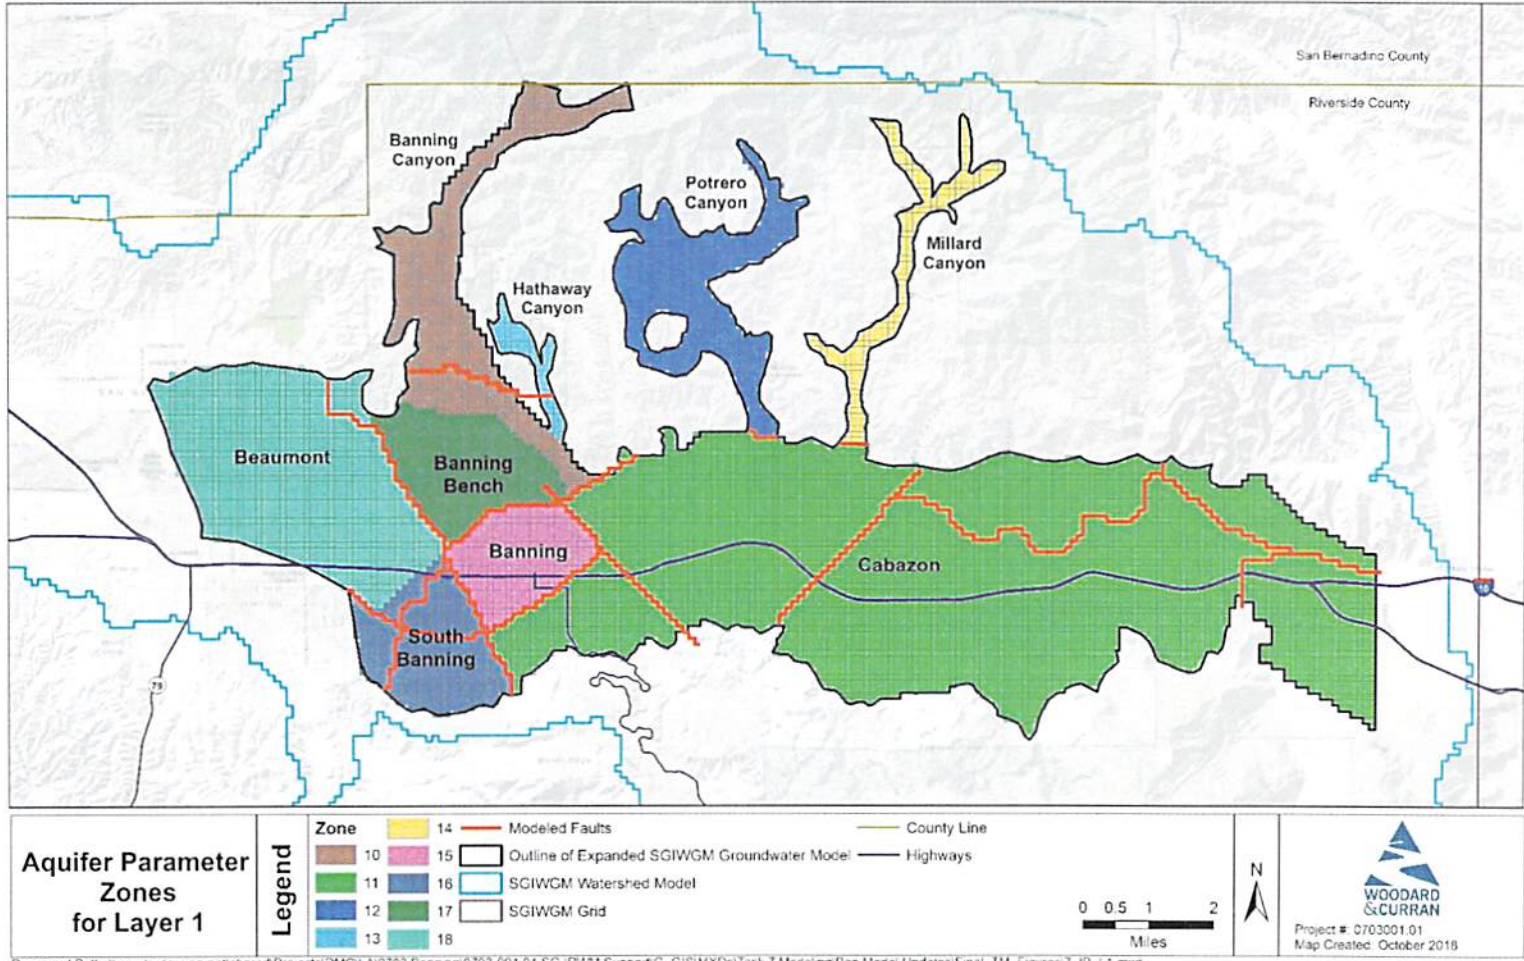 San Bernadino County
Riverside County
Banning
Canyon
Potrero
Canyon
Millard
Canyon
Hathaway
Canyon
Beaumont
Banning
Bench
Banning
Cabazon
South
Banning
79
10
Aquifer Parameter
Zones
for Layer 1
Legend
Zone
10
11
12
13
14
15
16
17
18
Modeled Faults
Outline of Expanded SGIWGM Groundwater Model
SGIWGM Watershed Model
SGIWGM Grid
County Line
Highways
0 0.5 1 2
Miles
N
WOODARD
&CURRAN
Project #: 0703001.01
Map Created: October 2018